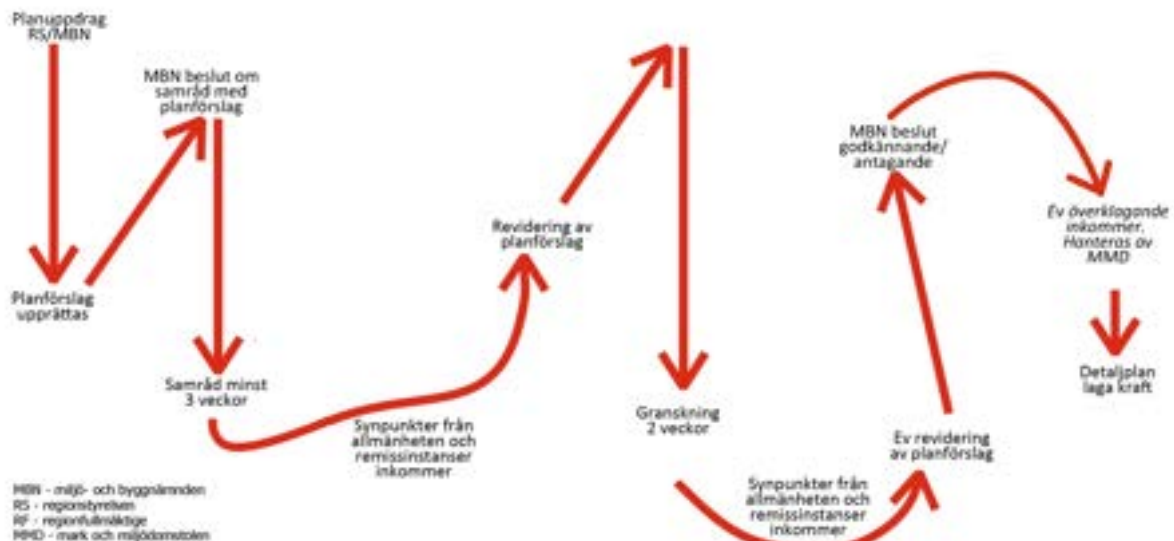 Planuppdrag
RS/MBN
Planförslag
upprättas
MBN beslut om
samråd med
planförslag
Samråd minst
3 veckor
Synpunkter från
allmänheten och
remissinstanser
inkommer
Revidering av
planförslag
Granskning
2 veckor
Synpunkter från
allmänheten och
remissinstanser
inkommer
Ev revidering
av planförslag
MBN beslut
godkännande/
antagande
Ev överklagande
inkommer.
Hanteras av
MMD
Detaljplan
laga kraft
MBN - miljö- och byggnämnden
RS - regionstyrelsen
RF - regionfullmäktige
MMD - mark och miljödomstolen